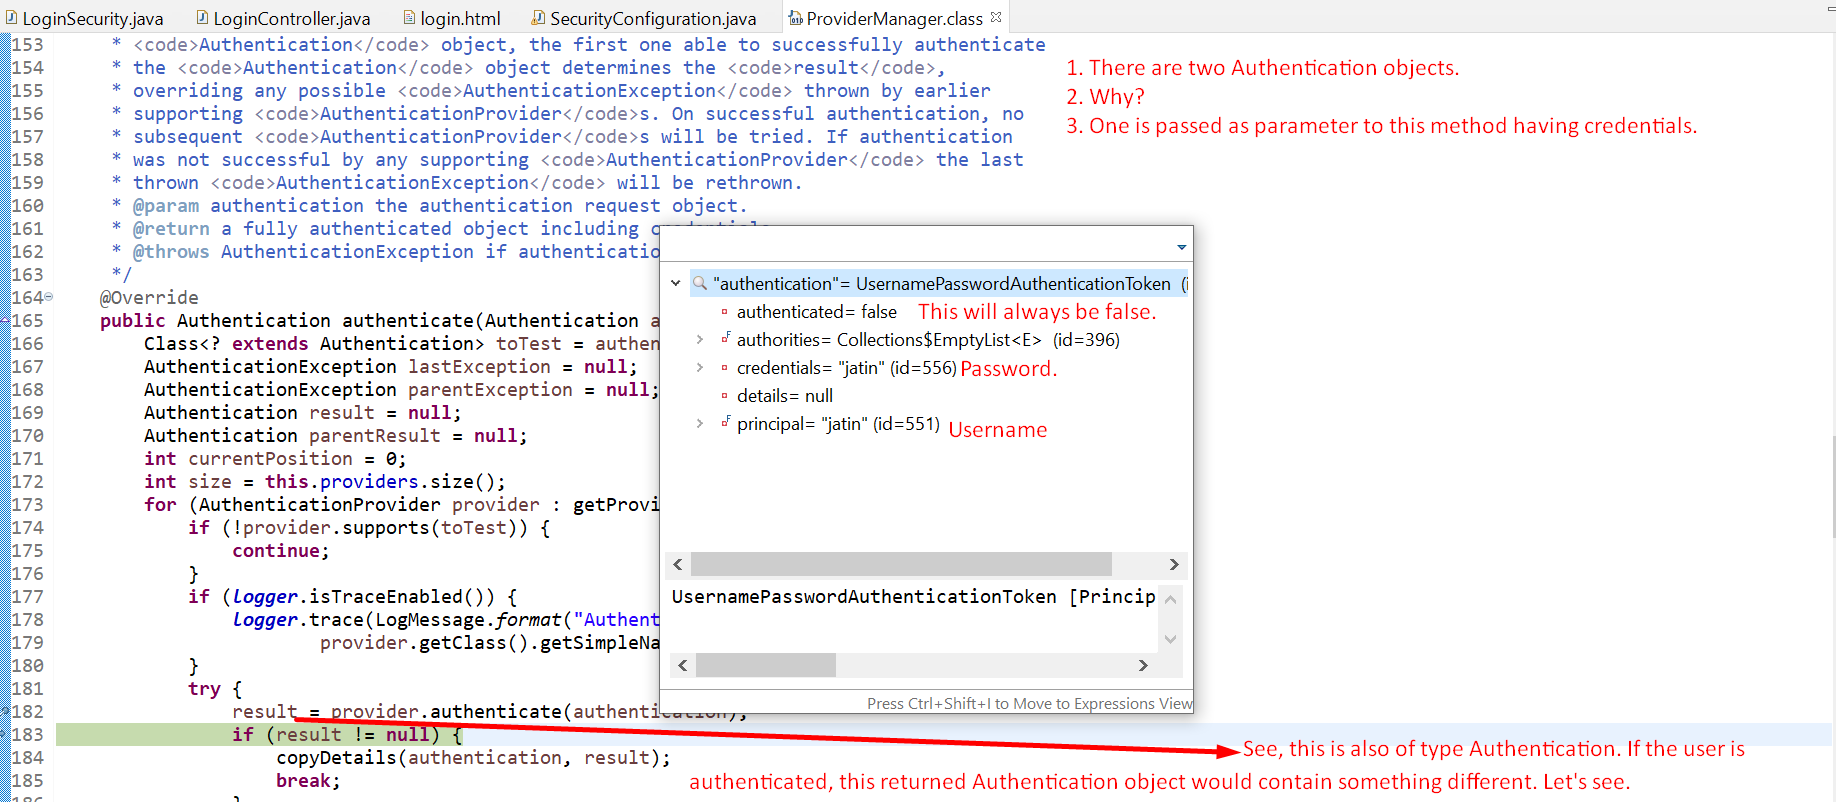 LoginSecurity.java LoginController.java login.html SecurityConfiguration.java ProviderManager.class
153 * <code>Authentication</code> object, the first one able to successfully authenticate
154 * the <code>Authentication</code> object determines the <code>result</code>,
155 * overriding any possible <code>AuthenticationException</code> thrown by earlier
156 * supporting <code>AuthenticationProvider</code>s. On successful authentication, no
157 * subsequent <code>AuthenticationProvider</code>s will be tried. If authentication
158 * was not successful by any supporting <code>AuthenticationProvider</code> the last
159 * thrown <code>AuthenticationException</code> will be rethrown.
160 * @param authentication the authentication request object.
161 * @return a fully authenticated object including
162 * @throws AuthenticationException if authenticatio
163 */
164 @Override
165 public Authentication authenticate(Authentication a
166 Class<? extends Authentication> toTest = authen
167 AuthenticationException lastException = null;
168 AuthenticationException parentException = null;
169 Authentication result = null;
170 Authentication parentResult = null;
171 int currentPosition = 0;
172 int size = this.providers.size();
173 for (AuthenticationProvider provider : getProvi
174 if (!provider.supports(toTest)) {
175 continue;
176 }
177 if (logger.isTraceEnabled()) {
178 logger.trace(LogMessage.format("Authent
179 provider.getClass().getSimpleNa
180 }
181 try {
182 result = provider.authenticate(authentication);
183 if (result != null) {
184 copyDetails(authentication, result);
185 break;
1. There are two Authentication objects.
2. Why?
3. One is passed as parameter to this method having credentials.
"authentication"= UsernamePasswordAuthenticationToken (i
authenticated= false This will always be false.
authorities= Collections$EmptyList<E> (id=396)
credentials= "jatin" (id=556) Password.
details= null
principal= "jatin" (id=551) Username
UsernamePasswordAuthenticationToken [Princip
Press Ctrl+Shift+I to Move to Expressions View
See, this is also of type Authentication. If the user is
authenticated, this returned Authentication object would contain something different. Let's see.